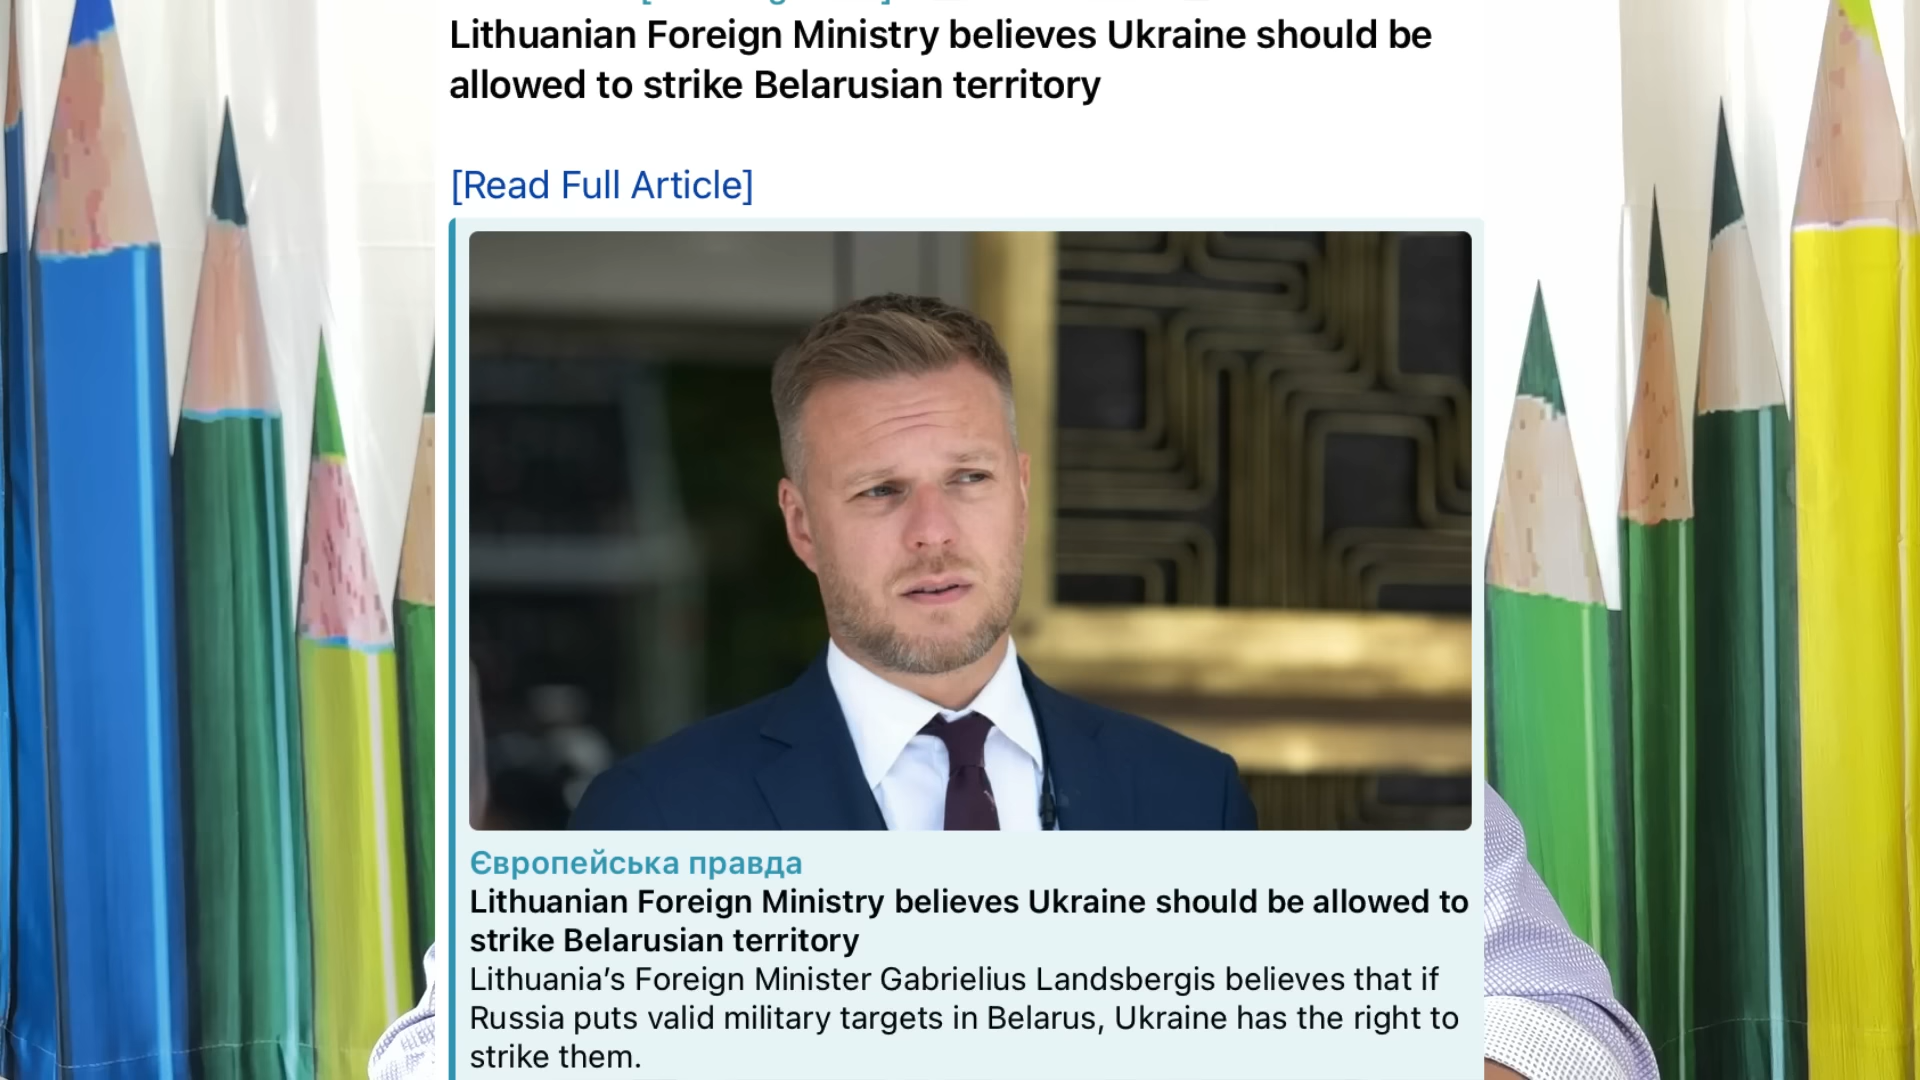 Lithuanian Foreign Ministry believes Ukraine should be
allowed to strike Belarusian territory
[Read Full Article]
Європейська правда
Lithuanian Foreign Ministry believes Ukraine should be allowed to
strike Belarusian territory
Lithuania’s Foreign Minister Gabrielius Landsbergis believes that if
Russia puts valid military targets in Belarus, Ukraine has the right to
strike them.